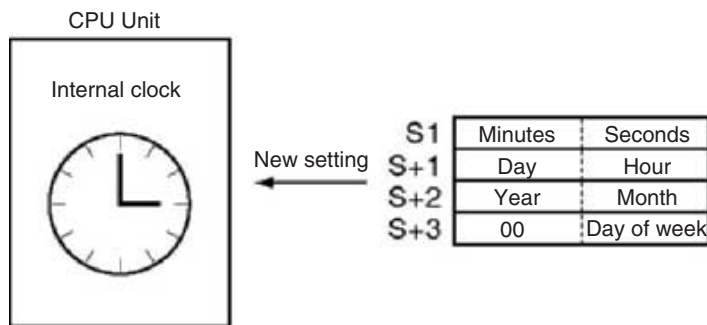 CPU Unit
Internal clock
New setting
S1 Minutes Seconds
S+1 Day Hour
S+2 Year Month
S+3 00 Day of week